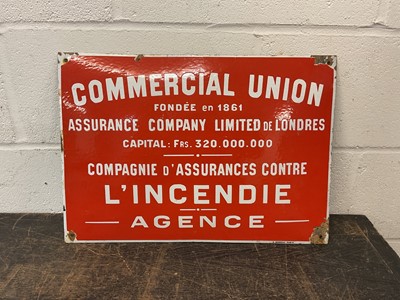 COMMERCIAL UNION
FONDÉE en 1861
ASSURANCE COMPANY LIMITED DE LONDRES
CAPITAL: FRS. 320.000.000
COMPAGNIE D'ASSURANCES CONTRE
L'INCENDIE
AGENCE